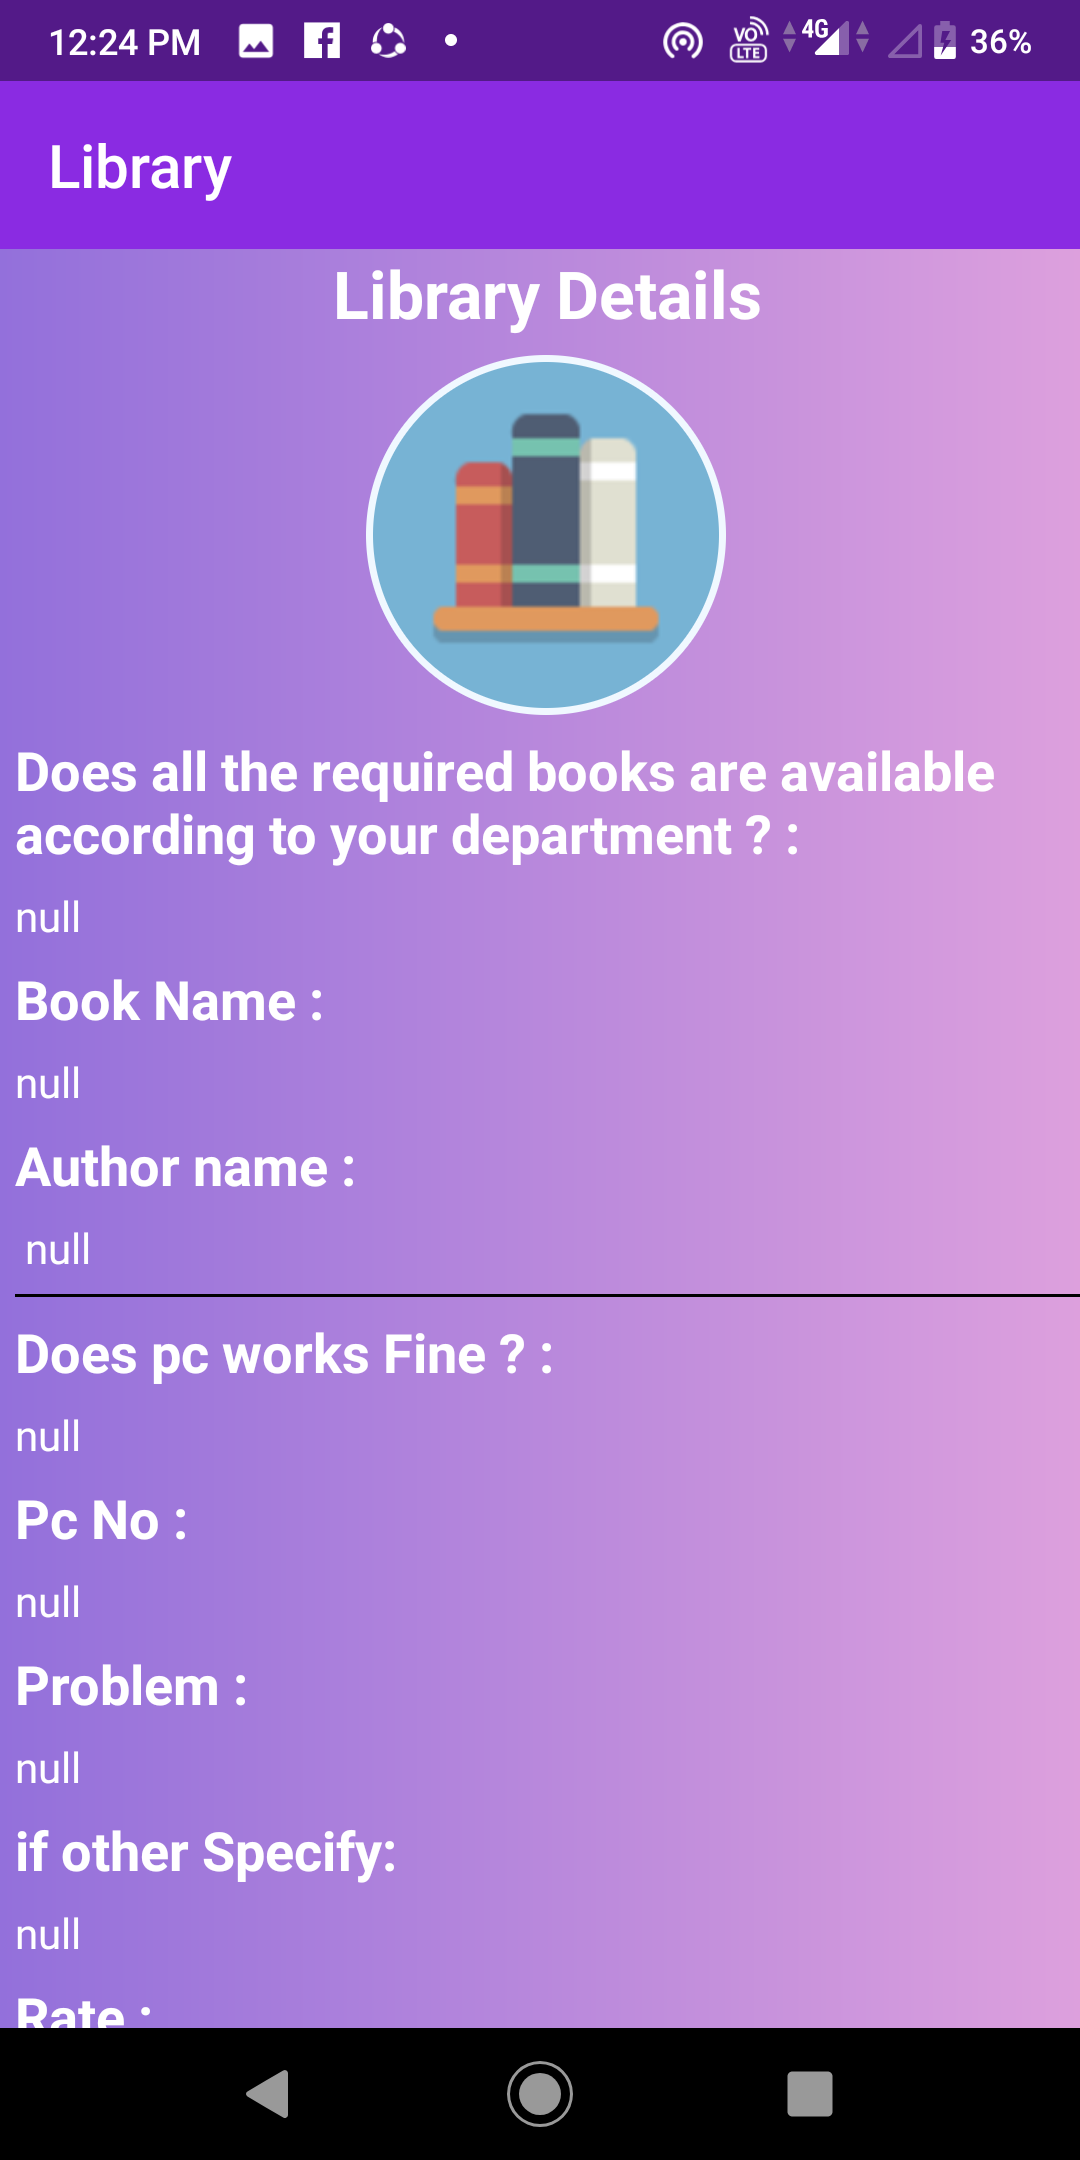 12:24 PM
VO
LTE
4G
36%
Library
Library Details
Does all the required books are available
according to your department ? :
null
Book Name :
null
Author name :
null
Does pc works Fine ? :
null
Pc No :
null
Problem :
null
if other Specify:
null
Rate :